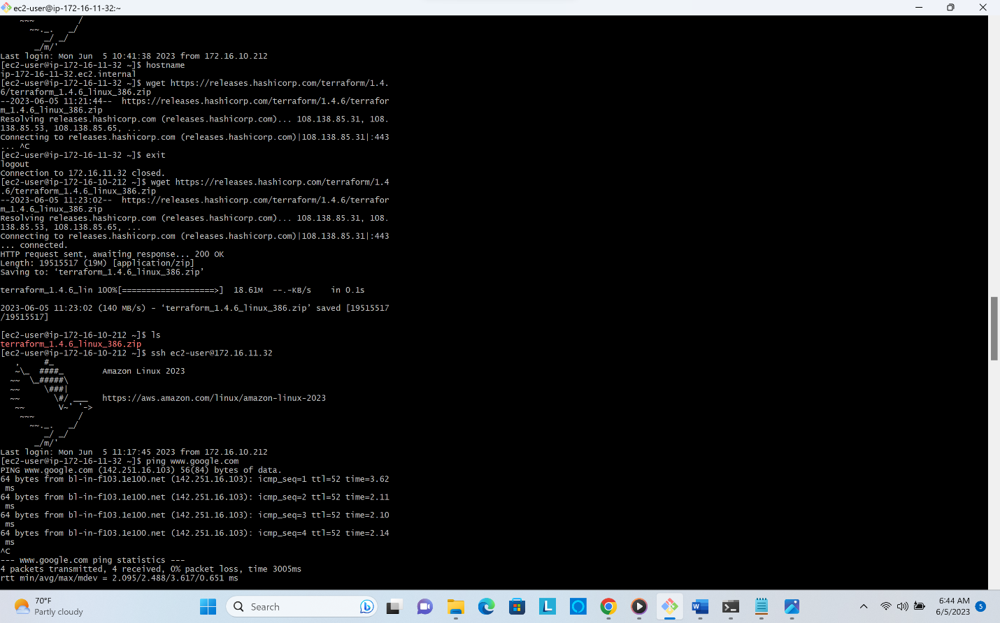 ec2-user@ip-172-16-11-32:~
   ~~~         /
      ~~._.   _/
         _/ _/
       _/m/'
Last login: Mon Jun  5 10:41:38 2023 from 172.16.10.212
[ec2-user@ip-172-16-11-32 ~]$ hostname
ip-172-16-11-32.ec2.internal
[ec2-user@ip-172-16-11-32 ~]$ wget https://releases.hashicorp.com/terraform/1.4.
6/terraform_1.4.6_linux_386.zip
--2023-06-05 11:21:44--  https://releases.hashicorp.com/terraform/1.4.6/terrafor
m_1.4.6_linux_386.zip
Resolving releases.hashicorp.com (releases.hashicorp.com)... 108.138.85.31, 108.
138.85.53, 108.138.85.65, ...
Connecting to releases.hashicorp.com (releases.hashicorp.com)|108.138.85.31|:443
... ^C
[ec2-user@ip-172-16-11-32 ~]$ exit
logout
Connection to 172.16.11.32 closed.
[ec2-user@ip-172-16-10-212 ~]$ wget https://releases.hashicorp.com/terraform/1.4
.6/terraform_1.4.6_linux_386.zip
--2023-06-05 11:23:02--  https://releases.hashicorp.com/terraform/1.4.6/terrafor
m_1.4.6_linux_386.zip
Resolving releases.hashicorp.com (releases.hashicorp.com)... 108.138.85.31, 108.
138.85.53, 108.138.85.65, ...
Connecting to releases.hashicorp.com (releases.hashicorp.com)|108.138.85.31|:443
... connected.
HTTP request sent, awaiting response... 200 OK
Length: 19515517 (19M) [application/zip]
Saving to: ‘terraform_1.4.6_linux_386.zip’
terraform_1.4.6_lin 100%[===================>]  18.61M  --.-KB/s    in 0.1s
2023-06-05 11:23:02 (140 MB/s) - ‘terraform_1.4.6_linux_386.zip’ saved [19515517
/19515517]
[ec2-user@ip-172-16-10-212 ~]$ ls
terraform_1.4.6_linux_386.zip
[ec2-user@ip-172-16-10-212 ~]$ ssh ec2-user@172.16.11.32
   ,     #_
   ~\_  ####_        Amazon Linux 2023
  ~~  \_#####\
  ~~     \###|
  ~~       \#/ ___   https://aws.amazon.com/linux/amazon-linux-2023
   ~~       V~' '->
    ~~~         /
      ~~._.   _/
         _/ _/
       _/m/'
Last login: Mon Jun  5 11:17:45 2023 from 172.16.10.212
[ec2-user@ip-172-16-11-32 ~]$ ping www.google.com
PING www.google.com (142.251.16.103) 56(84) bytes of data.
64 bytes from bl-in-f103.1e100.net (142.251.16.103): icmp_seq=1 ttl=52 time=3.62
 ms
64 bytes from bl-in-f103.1e100.net (142.251.16.103): icmp_seq=2 ttl=52 time=2.11
 ms
64 bytes from bl-in-f103.1e100.net (142.251.16.103): icmp_seq=3 ttl=52 time=2.10
 ms
64 bytes from bl-in-f103.1e100.net (142.251.16.103): icmp_seq=4 ttl=52 time=2.14
 ms
^C
--- www.google.com ping statistics ---
4 packets transmitted, 4 received, 0% packet loss, time 3005ms
rtt min/avg/max/mdev = 2.095/2.488/3.617/0.651 ms
70°F
Partly cloudy
Search
6:44 AM
6/5/2023
5